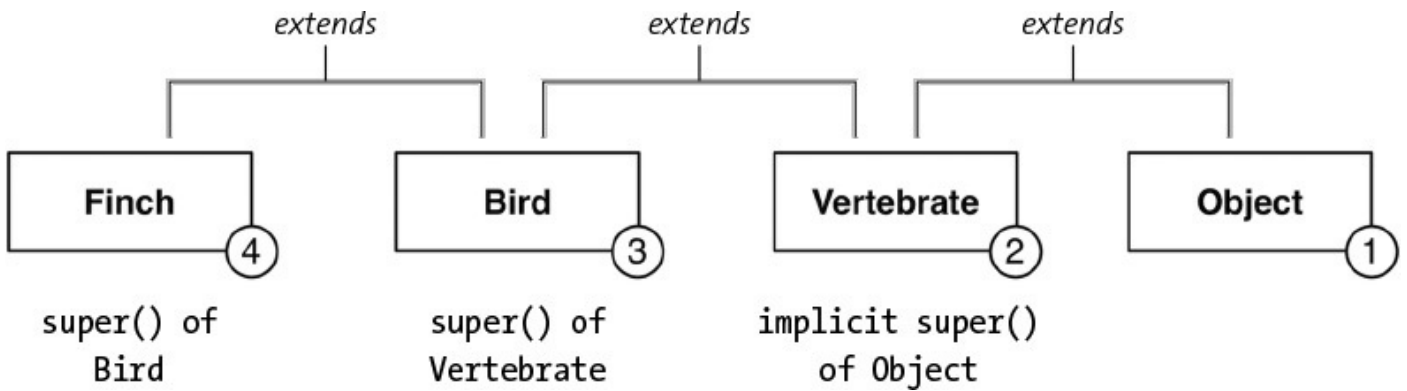 extends
extends
extends
Finch
Bird
Vertebrate
Object
4
3
2
1
super() of
Bird
super() of
Vertebrate
implicit super()
of Object